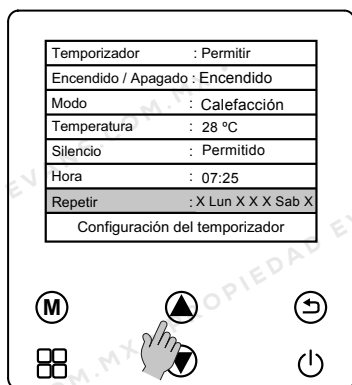 Temporizador : Permitir
Encendido / Apagado : Encendido
Modo : Calefacción
Temperatura : 28 ºC
Silencio : Permitido
Hora : 07:25
Repetir : X Lun X X X Sab X
Configuración del temporizador
M